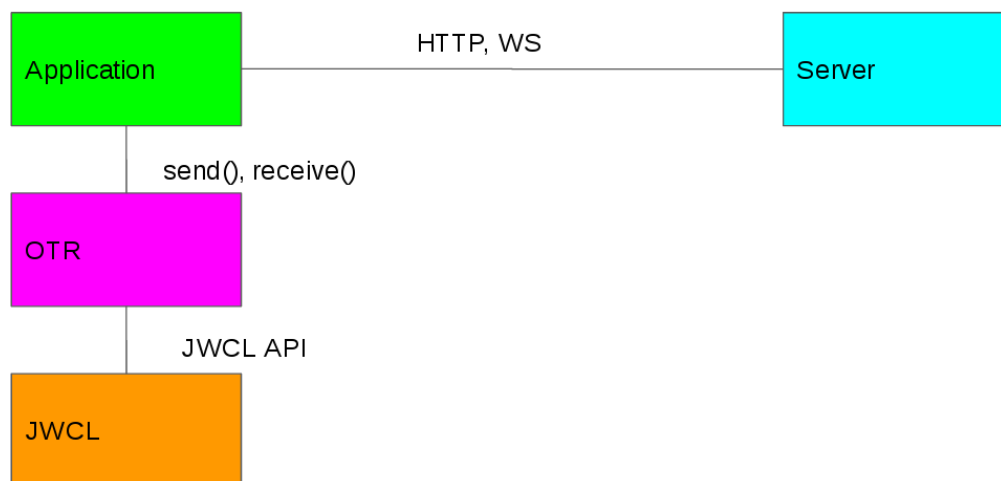 HTTP, WS
Application
Server
send(), receive()
OTR
JWCL API
JWCL